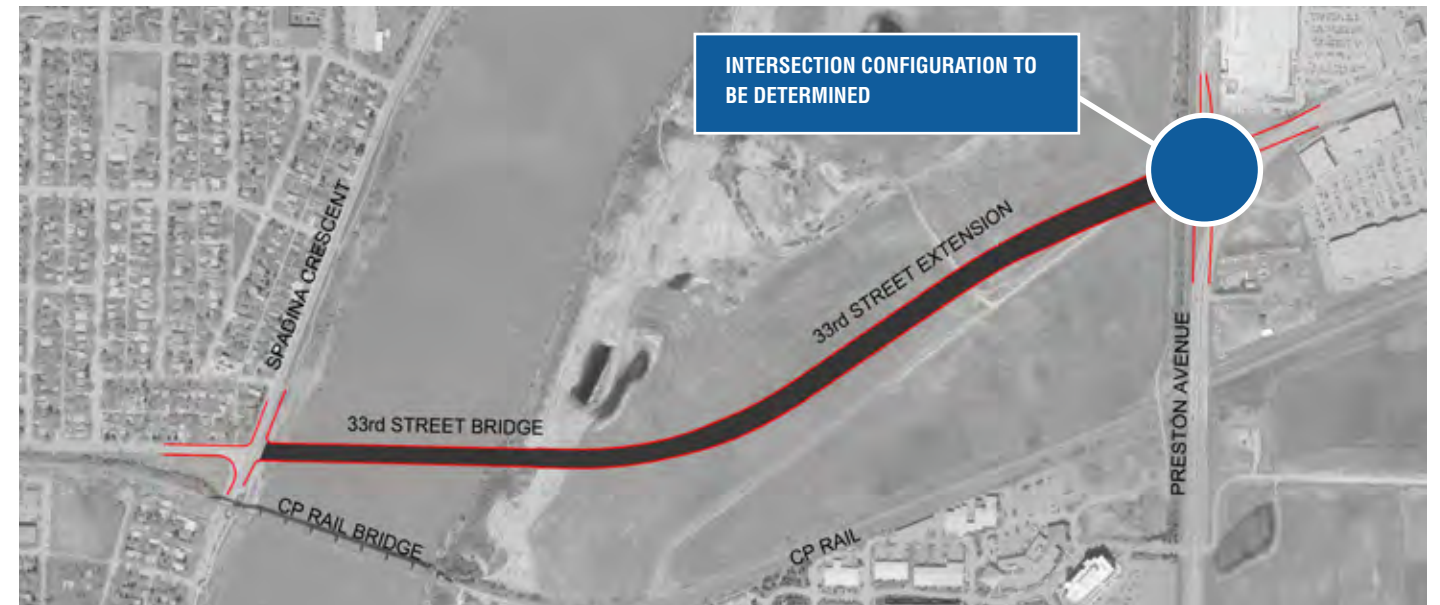 INTERSECTION CONFIGURATION TO
BE DETERMINED
SPADINA CRESCENT
33rd STREET BRIDGE
33rd STREET EXTENSION
PRESTON AVENUE
CP RAIL BRIDGE
CP RAIL